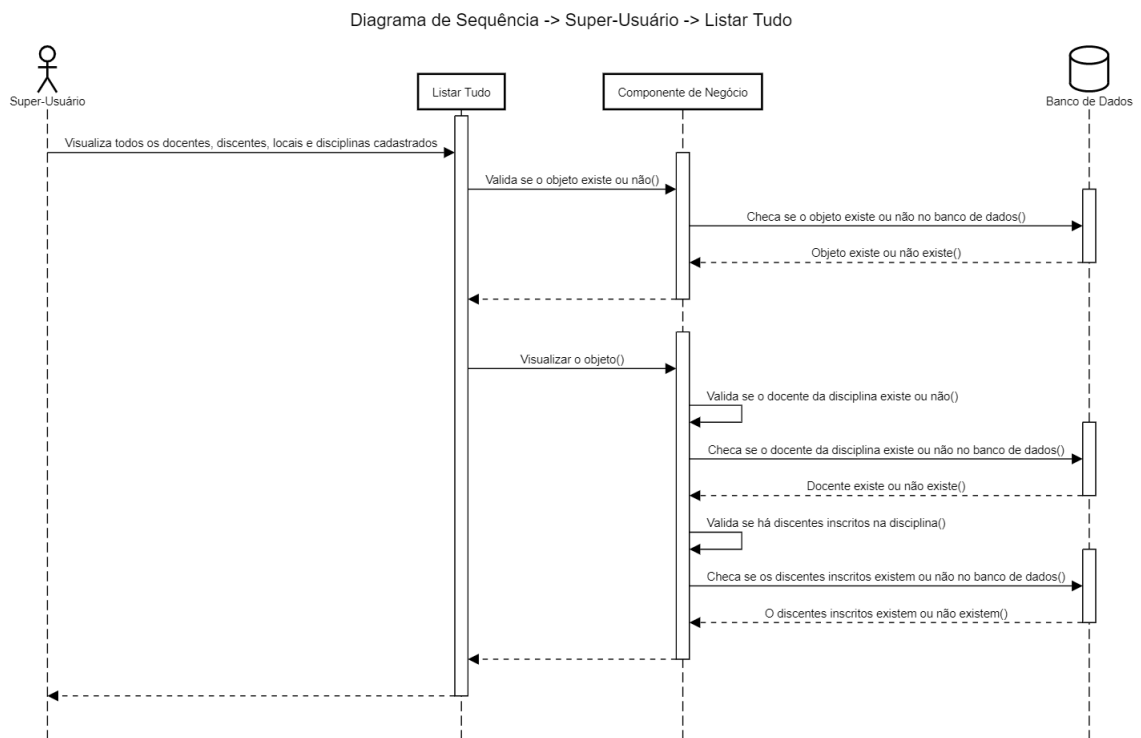 Diagrama de Sequência -> Super-Usuário -> Listar Tudo
Super-Usuário
Listar Tudo
Componente de Negócio
Banco de Dados
Visualiza todos os docentes, discentes, locais e disciplinas cadastrados
Valida se o objeto existe ou não()
Checa se o objeto existe ou não no banco de dados()
Objeto existe ou não existe()
Visualizar o objeto()
Valida se o docente da disciplina existe ou não()
Checa se o docente da disciplina existe ou não no banco de dados()
Docente existe ou não existe()
Valida se há discentes inscritos na disciplina()
Checa se os discentes inscritos existem ou não no banco de dados()
O discentes inscritos existem ou não existem()